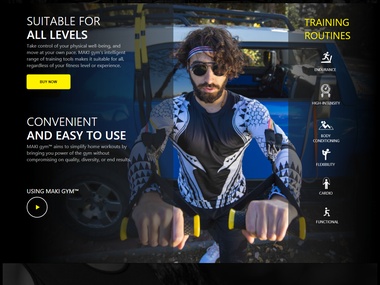 SUITABLE FOR
ALL LEVELS
Take control of your physical well-being, and
move at your own pace. MAKI gym's intelligent
range of training tools makes it suitable for all,
regardless of your fitness level or experience.
BUY NOW
CONVENIENT
AND EASY TO USE
MAKI gym™ aims to simplify home workouts by
bringing you power of the gym without
compromising on quality, diversity, or end results.
USING MAKI GYM™
TRAINING
ROUTINES
ENDURANCE
HIGH INTENSITY
BODY
CONDITIONING
FLEXIBILITY
CARDIO
FUNCTIONAL